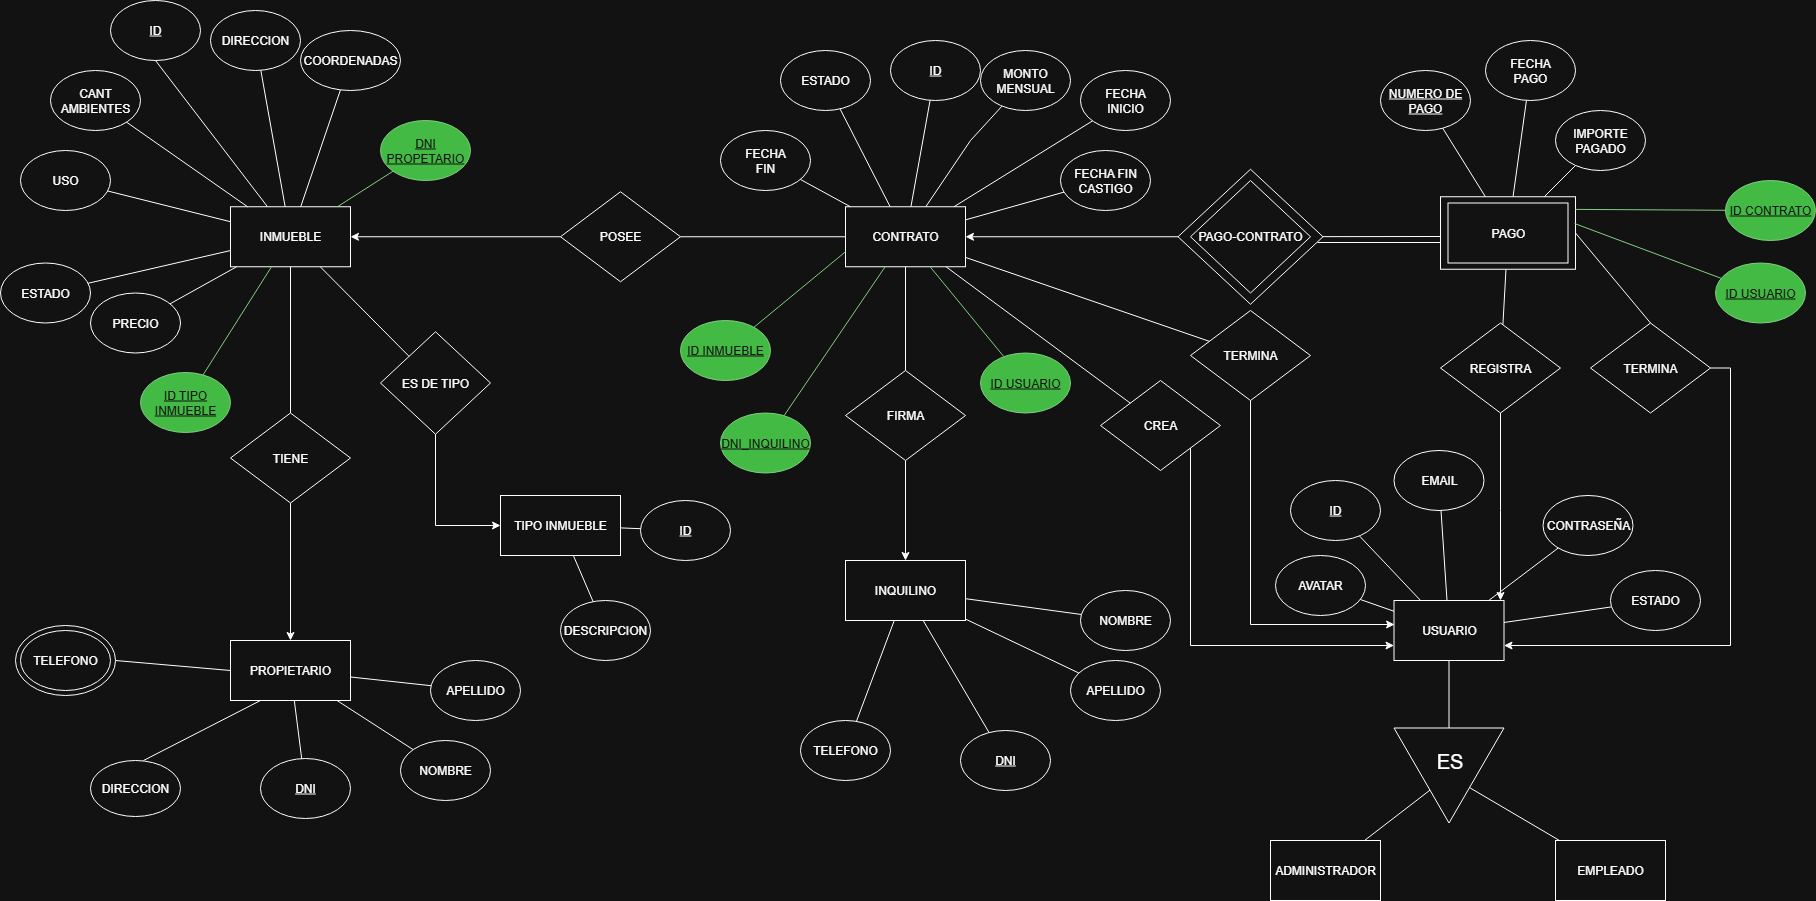 ID
DIRECCION
COORDENADAS
CANT
AMBIENTES
DNI
PROPETARIO
USO
INMUEBLE
ESTADO
PRECIO
ID TIPO
INMUEBLE
TIENE
ES DE TIPO
POSEE
TIPO INMUEBLE
ID
DESCRIPCION
TELEFONO
PROPIETARIO
APELLIDO
DIRECCION
DNI
NOMBRE
ESTADO
ID
MONTO
MENSUAL
FECHA
INICIO
FECHA
FIN
FECHA FIN
CASTIGO
CONTRATO
ID INMUEBLE
DNI_INQUILINO
ID USUARIO
FIRMA
CREA
TERMINA
INQUILINO
NOMBRE
APELLIDO
TELEFONO
DNI
PAGO-CONTRATO
NUMERO DE
PAGO
FECHA
PAGO
IMPORTE
PAGADO
PAGO
ID CONTRATO
ID USUARIO
REGISTRA
TERMINA
ID
EMAIL
CONTRASEÑA
AVATAR
ESTADO
USUARIO
ES
ADMINISTRADOR
EMPLEADO